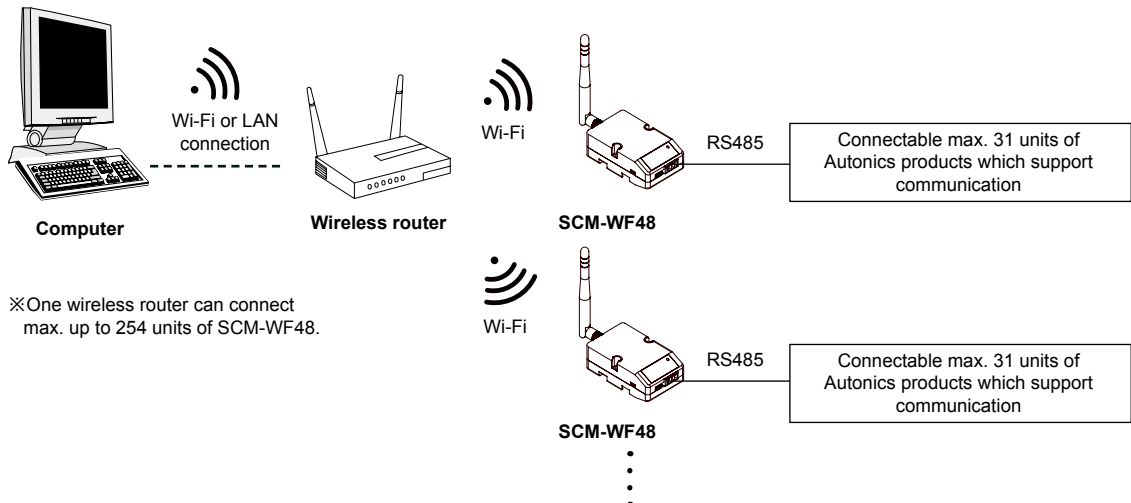 Wi-Fi or LAN
connection
Computer
Wireless router
Wi-Fi
SCM-WF48
RS485
Connectable max. 31 units of
Autonics products which support
communication
※One wireless router can connect
max. up to 254 units of SCM-WF48.
Wi-Fi
SCM-WF48
RS485
Connectable max. 31 units of
Autonics products which support
communication